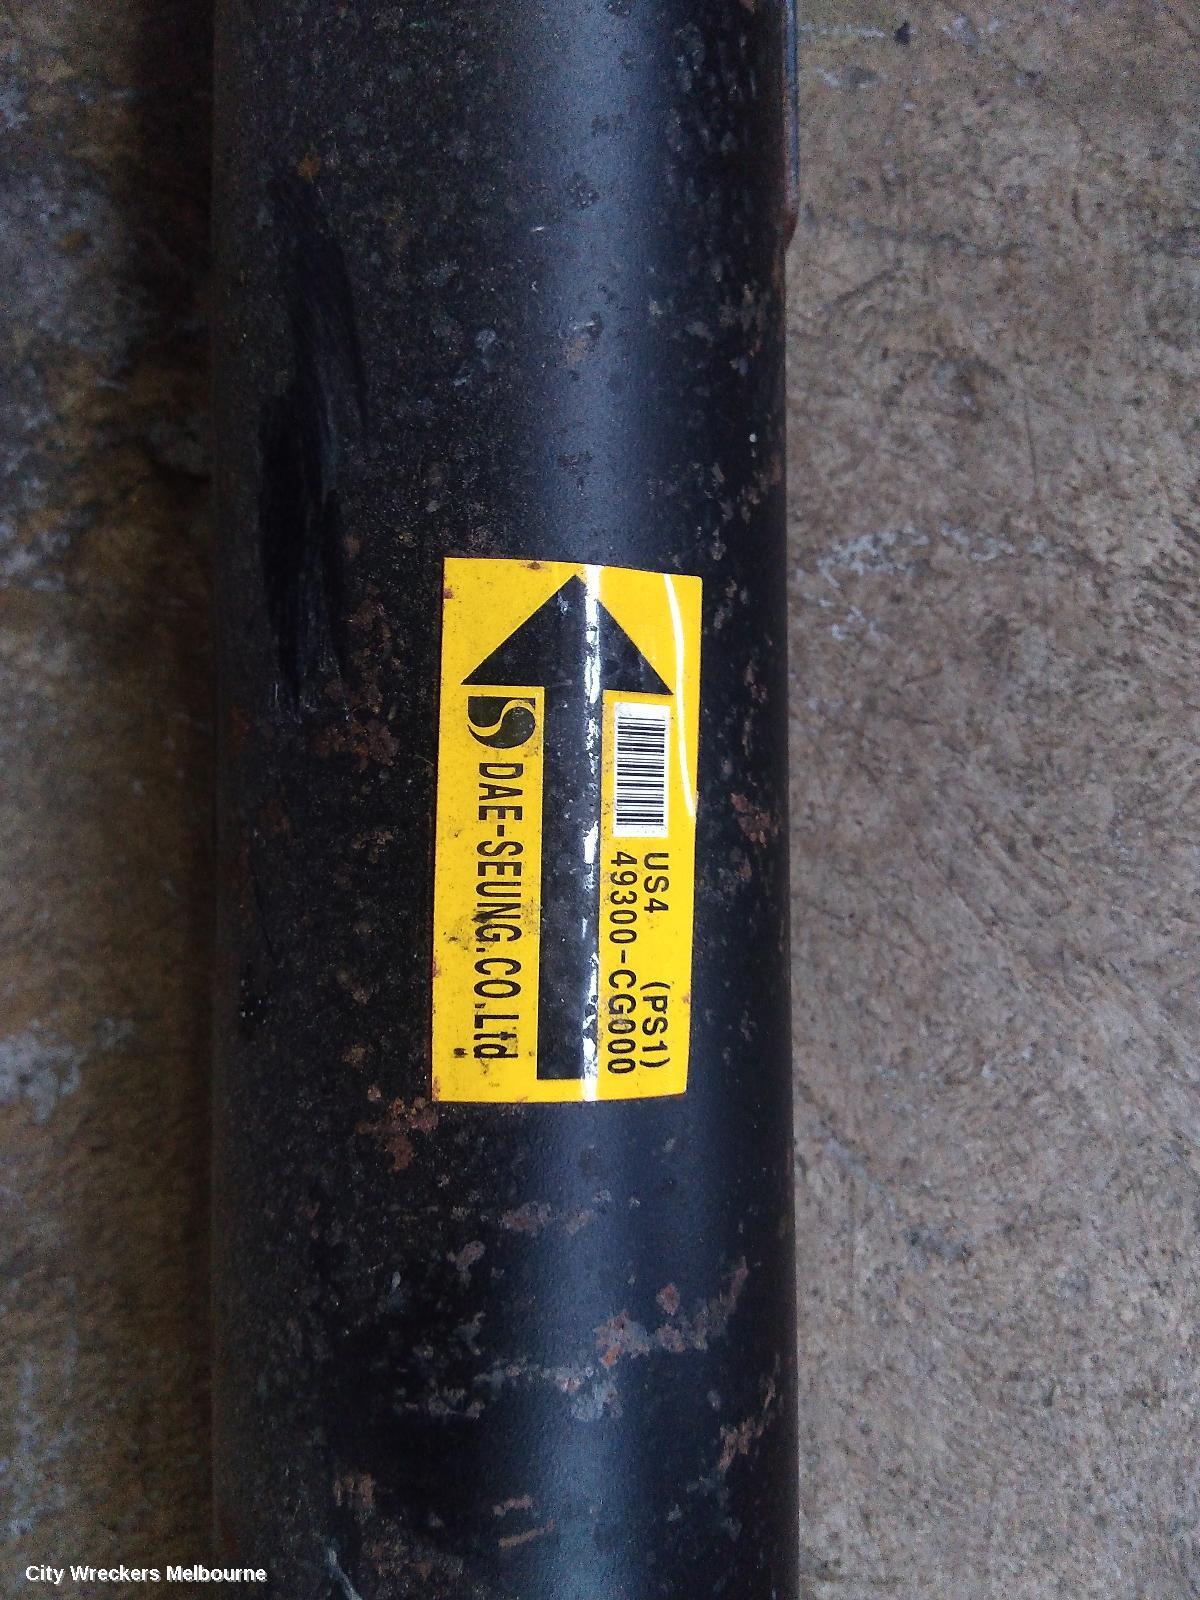 US4 (PS1)
49300-CG000
DAE-SEUNG.CO.Ltd
City Wreckers Melbourne